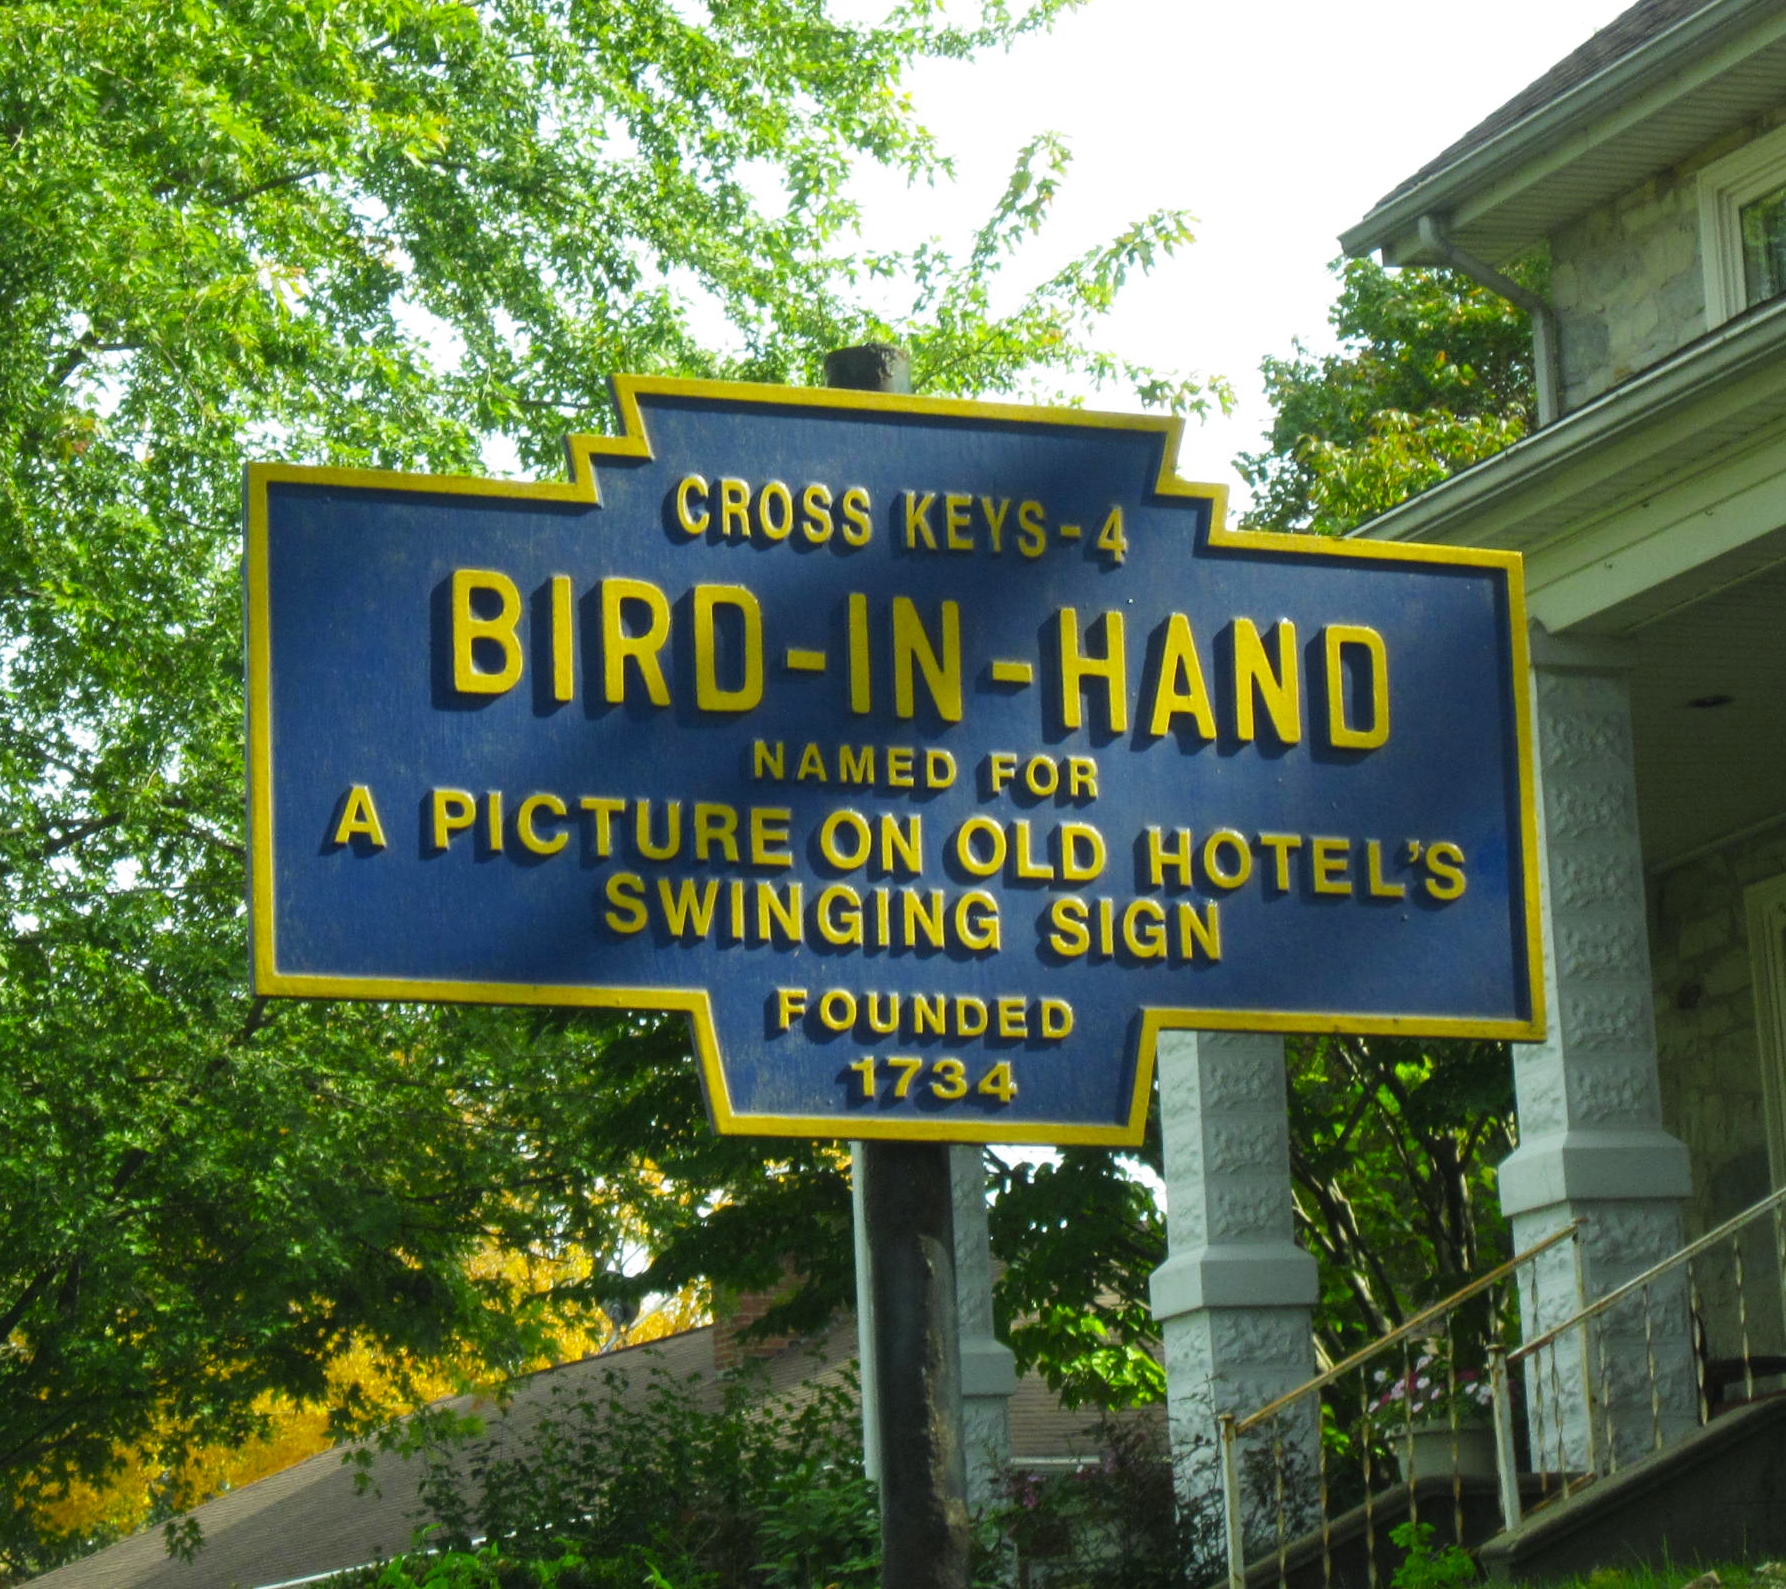 CROSS KEYS-4
BIRD-IN-HAND
NAMED FOR
A PICTURE ON OLD HOTEL'S
SWINGING SIGN
FOUNDED
1734